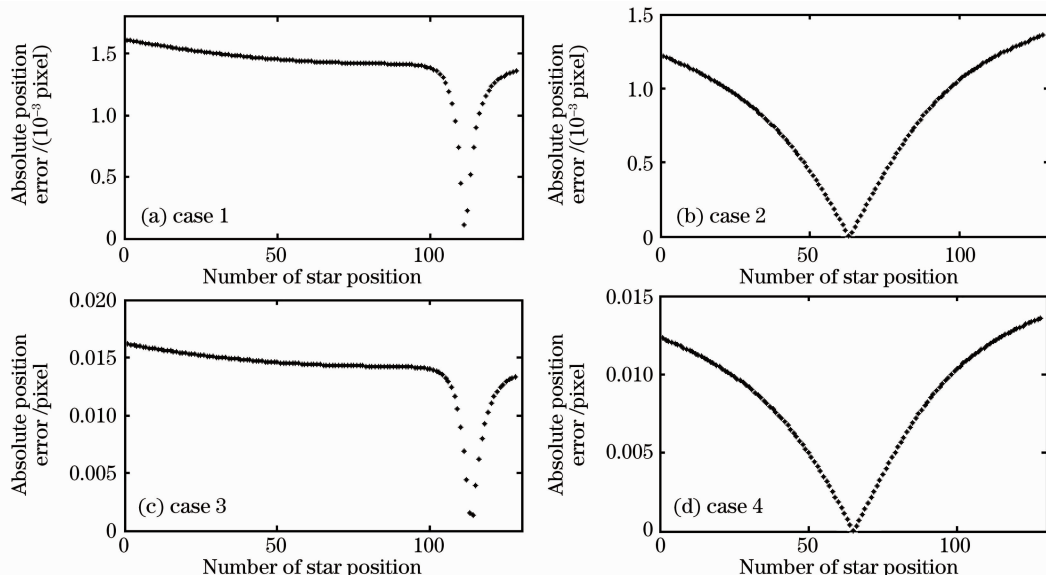 Absolute position
error /(10⁻³ pixel)
1.5
1.0
0.5
0
(a) case 1
0
50
100
Number of star position
Absolute position
error /(10⁻³ pixel)
1.5
1.0
0.5
0
(b) case 2
0
50
100
Number of star position
Absolute position
error /pixel
0.020
0.015
0.010
0.005
0
(c) case 3
0
50
100
Number of star position
Absolute position
error /pixel
0.015
0.010
0.005
0
(d) case 4
0
50
100
Number of star position